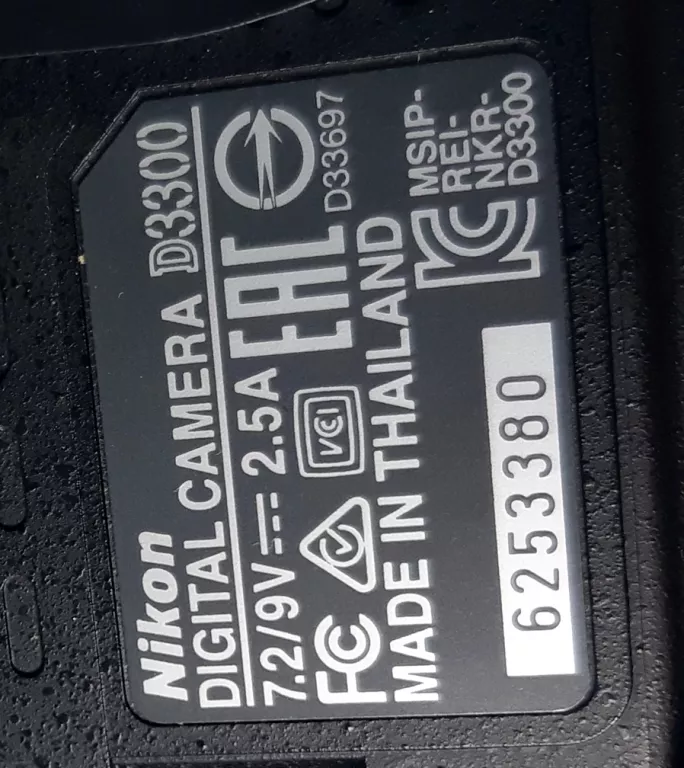 Nikon
DIGITAL CAMERA D3300
7.2/9V 2.5A EAC
D33697
FC VCI
MADE IN THAILAND
MSIP-
REI-
NKR-
D3300
6253380